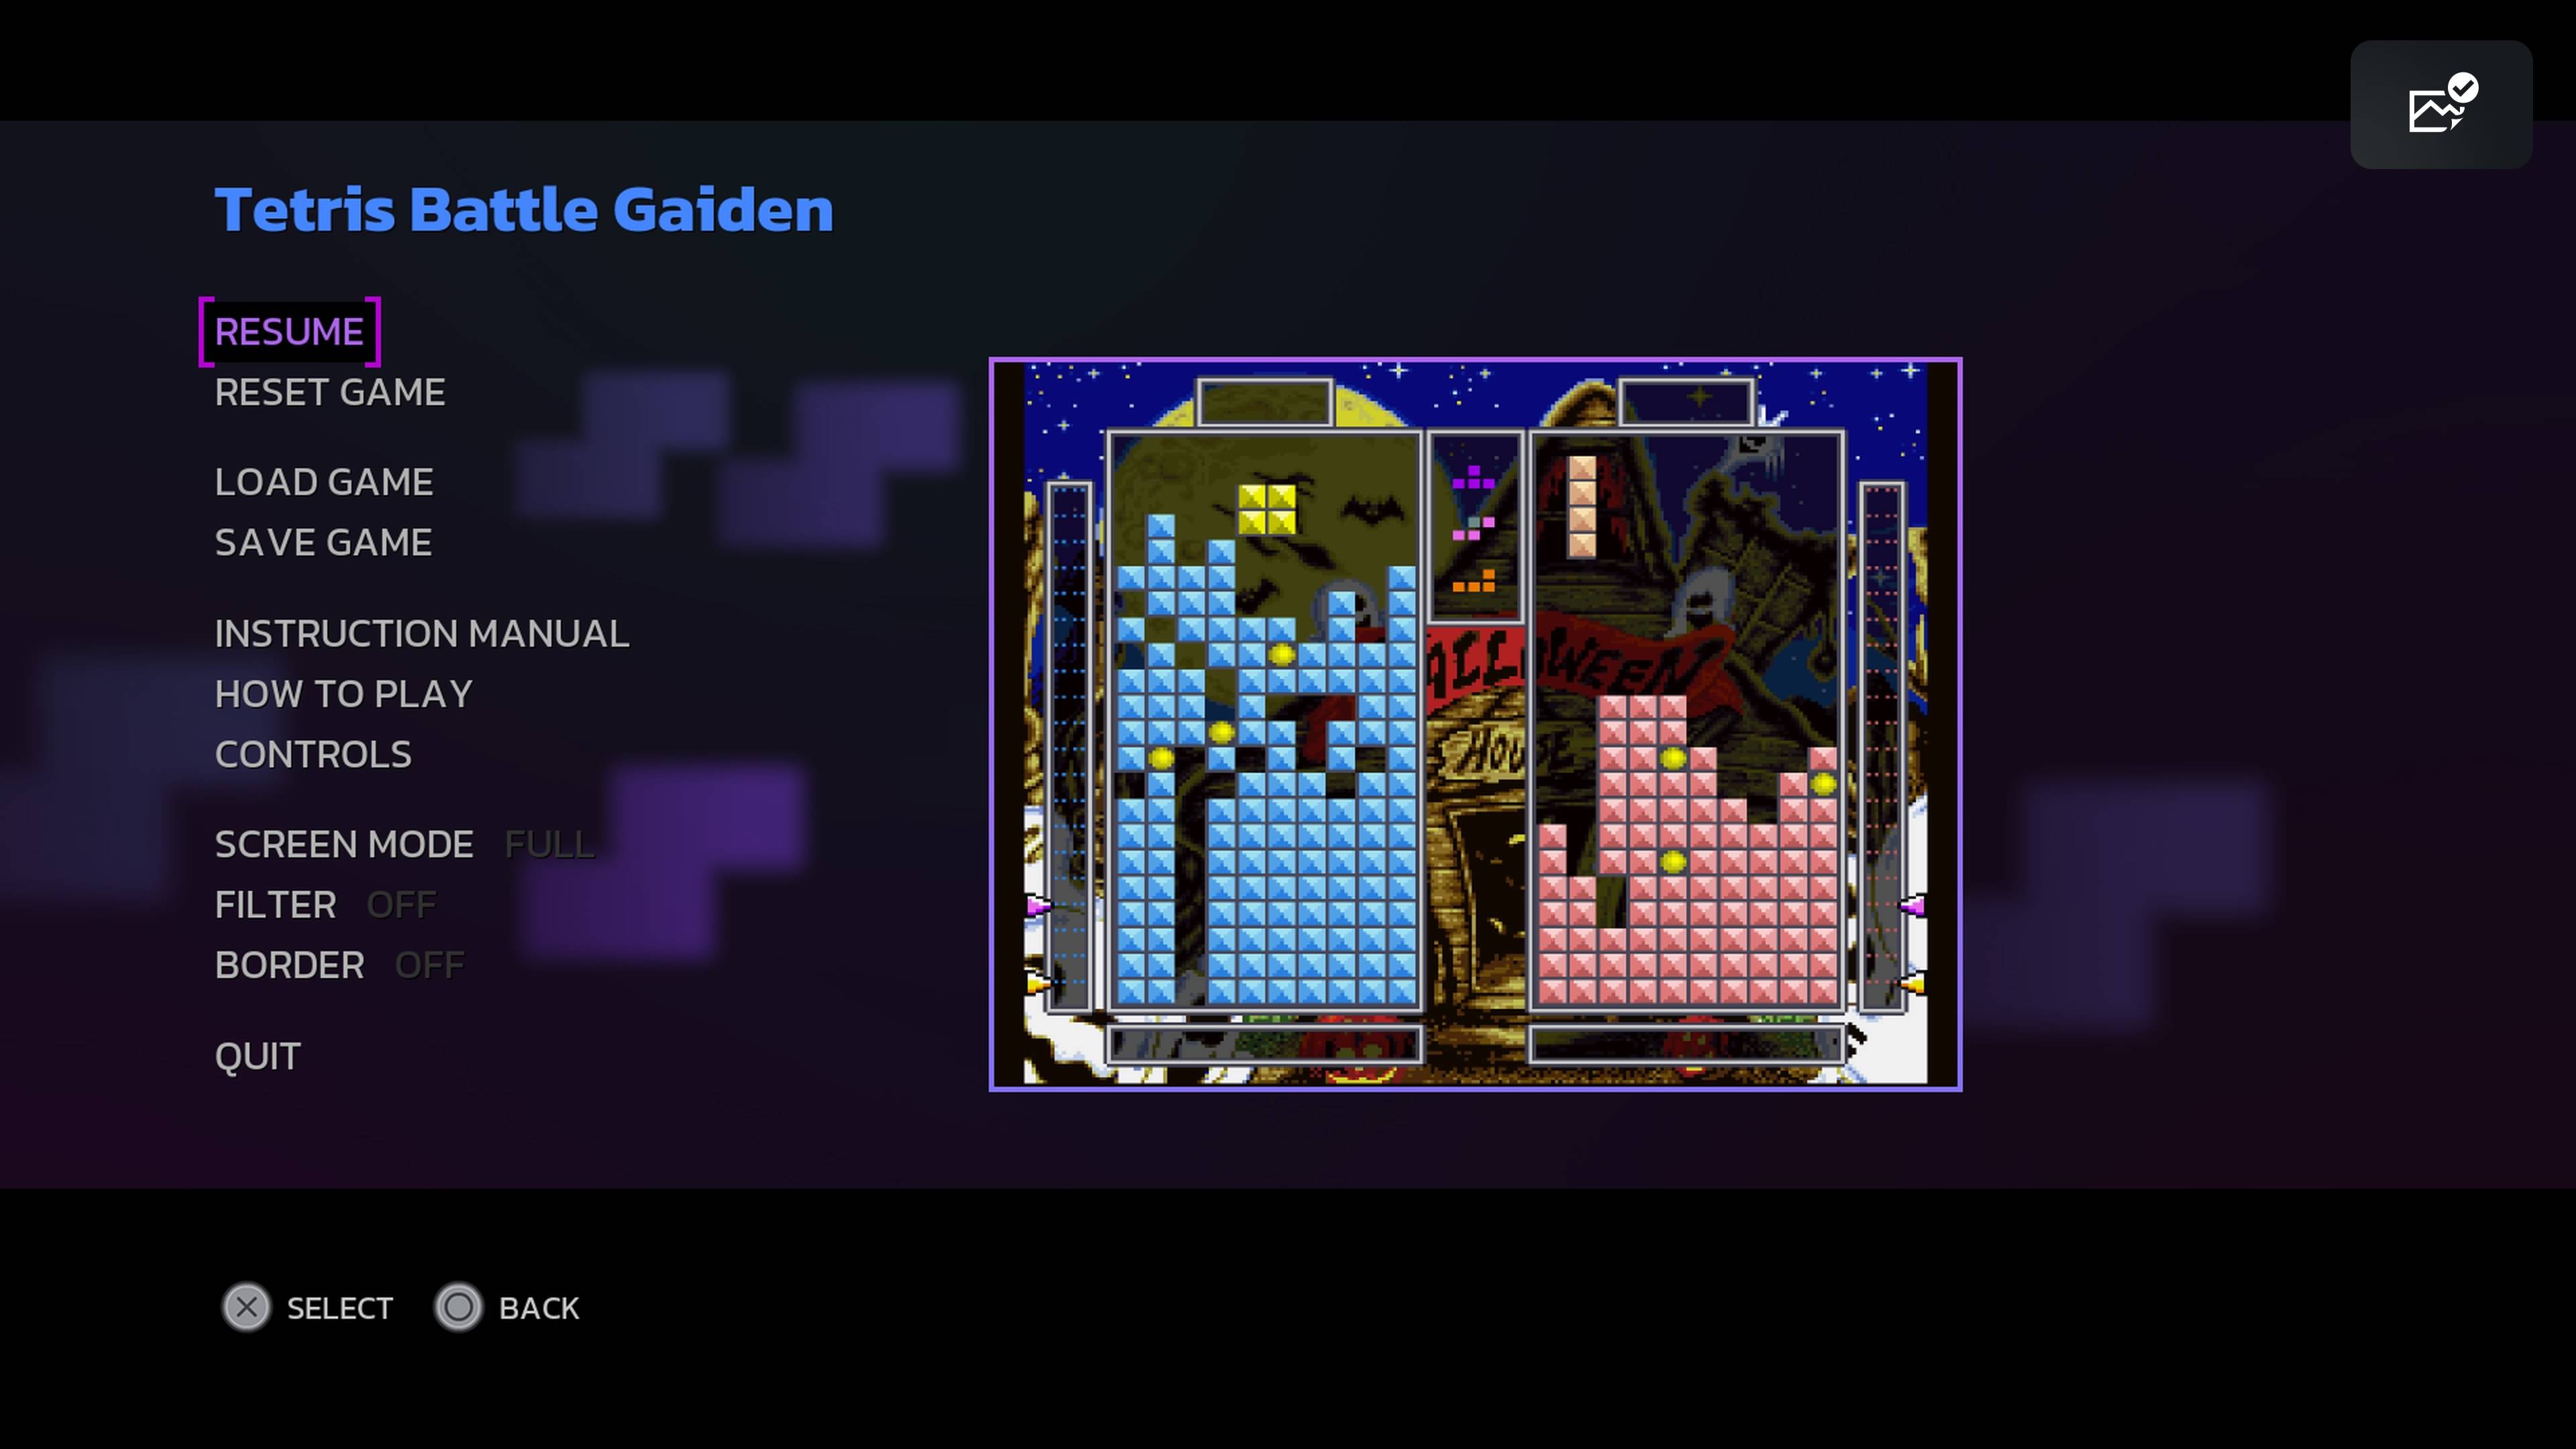 Tetris Battle Gaiden
RESUME
RESET GAME
LOAD GAME
SAVE GAME
INSTRUCTION MANUAL
HOW TO PLAY
CONTROLS
SCREEN MODE FULL
FILTER OFF
BORDER OFF
QUIT
ALLOWEEN
HOUSE
SELECT
BACK